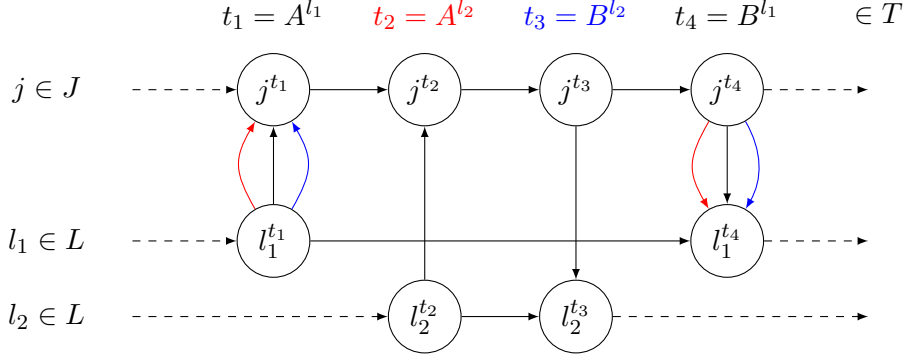 t₁ = A^{l₁} t₂ = A^{l₂} t₃ = B^{l₂} t₄ = B^{l₁} ∈ T
j ∈ J j^{t₁} j^{t₂} j^{t₃} j^{t₄}
l₁ ∈ L l₁^{t₁} l₁^{t₄}
l₂ ∈ L l₂^{t₂} l₂^{t₃}